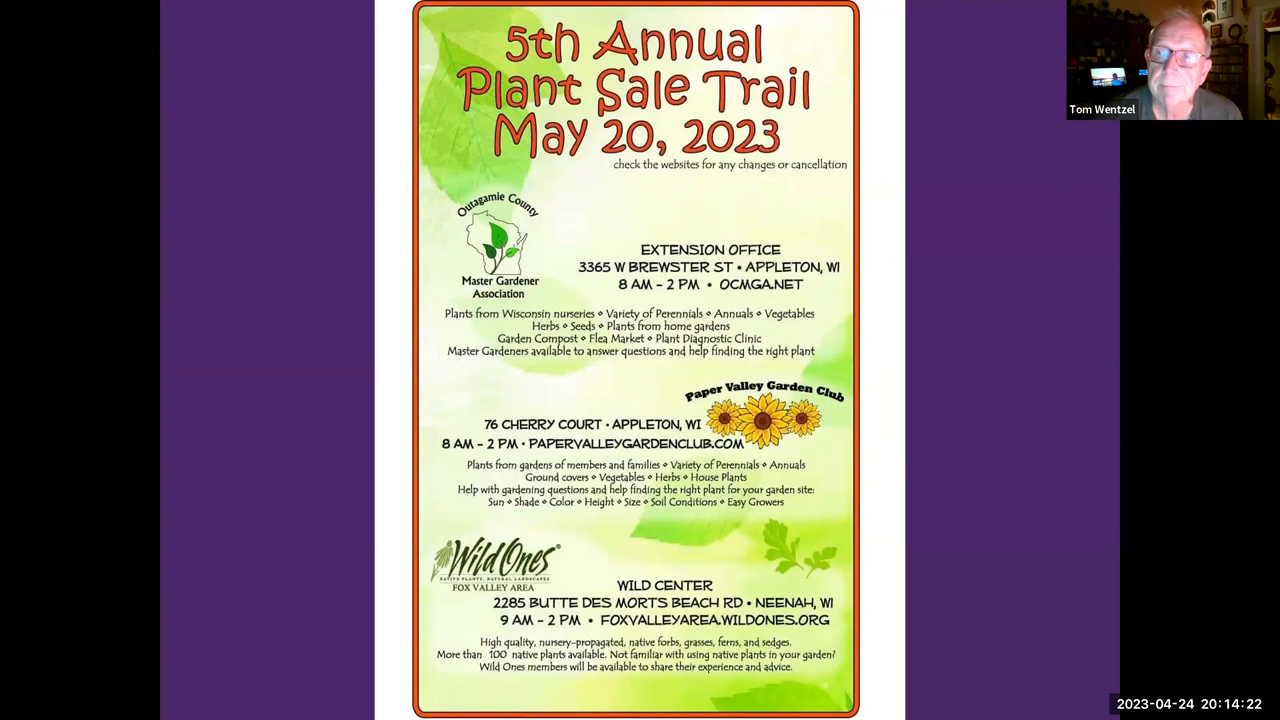 5th Annual
Plant Sale Trail
May 20, 2023
check the websites for any changes or cancellation
Outagamie County
Master Gardener
Association
EXTENSION OFFICE
3365 W BREWSTER ST • APPLETON, WI
8 AM – 2 PM • OCMGA.NET
Plants from Wisconsin nurseries ❖ Variety of Perennials ❖ Annuals ❖ Vegetables
Herbs ❖ Seeds ❖ Plants from home gardens
Garden Compost ❖ Flea Market ❖ Plant Diagnostic Clinic
Master Gardeners available to answer questions and help finding the right plant
Paper Valley Garden Club
76 CHERRY COURT • APPLETON, WI
8 AM – 2 PM • PAPERVALLEYGARDENCLUB.COM
Plants from gardens of members and families ❖ Variety of Perennials ❖ Annuals
Ground covers ❖ Vegetables ❖ Herbs ❖ House Plants
Help with gardening questions and help finding the right plant for your garden site:
Sun ❖ Shade ❖ Color ❖ Height ❖ Size ❖ Soil Conditions ❖ Easy Growers
Wild Ones®
NATIVE PLANTS, NATURAL LANDSCAPES
FOX VALLEY AREA
WILD CENTER
2285 BUTTE DES MORTS BEACH RD • NEENAH, WI
9 AM – 2 PM • FOXVALLEYAREA.WILDONES.ORG
High quality, nursery-propagated, native forbs, grasses, ferns, and sedges.
More than 100 native plants available. Not familiar with using native plants in your garden?
Wild Ones members will be available to share their experience and advice.
Tom Wentzel
2023-04-24 20:14:22